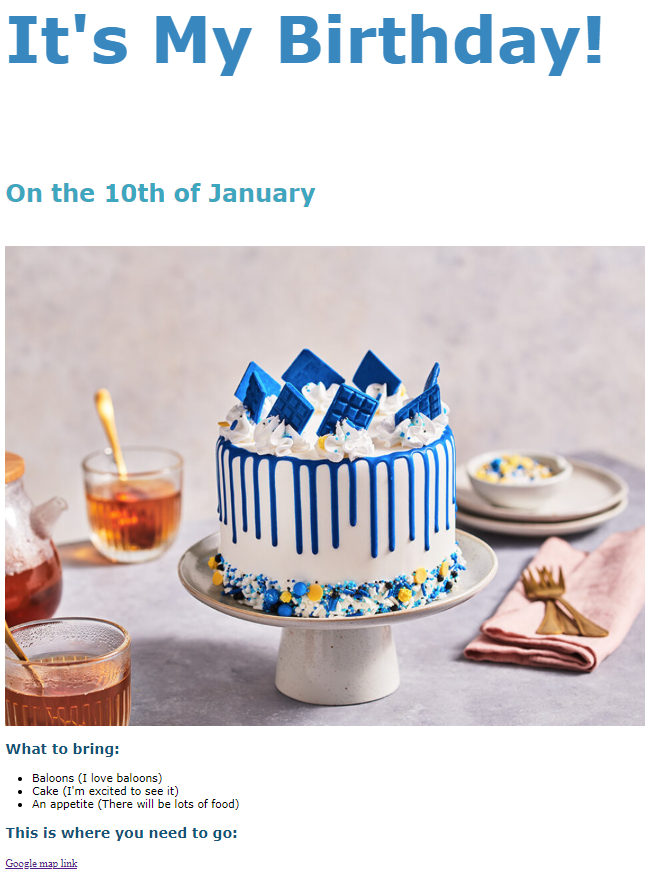 It's My Birthday!
On the 10th of January
What to bring:
Baloons (I love baloons)
Cake (I'm excited to see it)
An appetite (There will be lots of food)
This is where you need to go:
Google map link